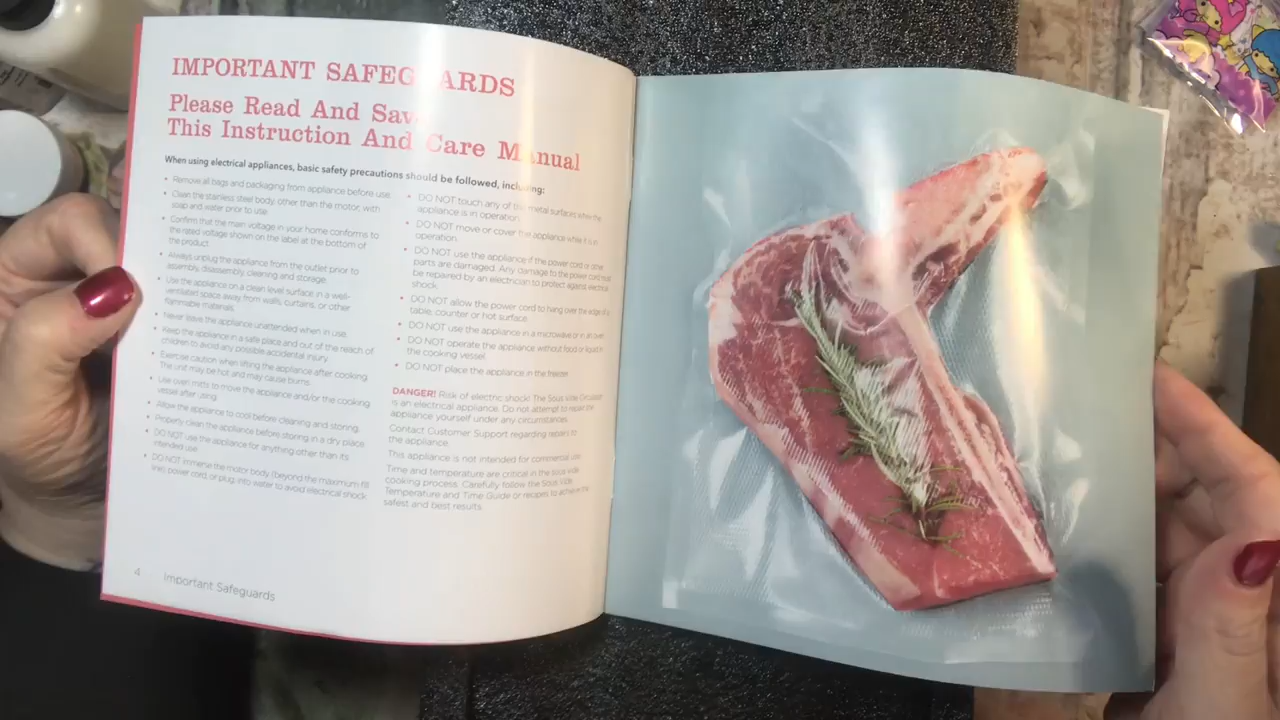 IMPORTANT SAFEG ARDS
Please Read And Sav
This Instruction And Care Manual
When using electrical appliances, basic safety precautions should be followed, including:
• Remove all bags and packaging from appliance before use.
• Clean the stainless steel body, other than the motor, with
soap and water prior to use.
• Confirm that the main voltage in your home conforms to
the rated voltage shown on the label at the bottom of
the product.
• Always unplug the appliance from the outlet prior to
assembly, disassembly, cleaning and storage.
• Use the appliance on a clean level surface, in a well-
ventilated space away from walls, curtains, or other
flammable materials.
• Never leave the appliance unattended when in use.
• Keep the appliance in a safe place and out of the reach of
children to avoid any possible accidental injury.
• Exercise caution when lifting the appliance after cooking.
The unit may be hot and may cause burns.
• Use oven mitts to move the appliance and/or the cooking
vessel after using.
• Allow the appliance to cool before cleaning and storing.
• Properly clean the appliance before storing in a dry place.
• DO NOT use the appliance for anything other than its
intended use.
• DO NOT immerse the motor body (beyond the maximum fill
line), power cord, or plug, into water to avoid electrical shock.
• DO NOT touch any of the metal surfaces when the
appliance is in operation.
• DO NOT move or cover the appliance while it is in
operation.
• DO NOT use the appliance if the power cord or other
parts are damaged. Any damage to the power cord must
be repaired by an electrician to protect against electrical
shock.
• DO NOT allow the power cord to hang over the edge of a
table, counter or hot surface.
• DO NOT use the appliance in a microwave or in an oven.
• DO NOT operate the appliance without food or liquid in
the cooking vessel.
• DO NOT place the appliance in the freezer.
DANGER! Risk of electric shock! The Sous Vide Circulator
is an electrical appliance. Do not attempt to repair the
appliance yourself under any circumstances.
Contact Customer Support regarding repairs to
the appliance.
This appliance is not intended for commercial use.
Time and temperature are critical in the sous vide
cooking process. Carefully follow the Sous Vide
Temperature and Time Guide or recipes to achieve the
safest and best results.
4 Important Safeguards